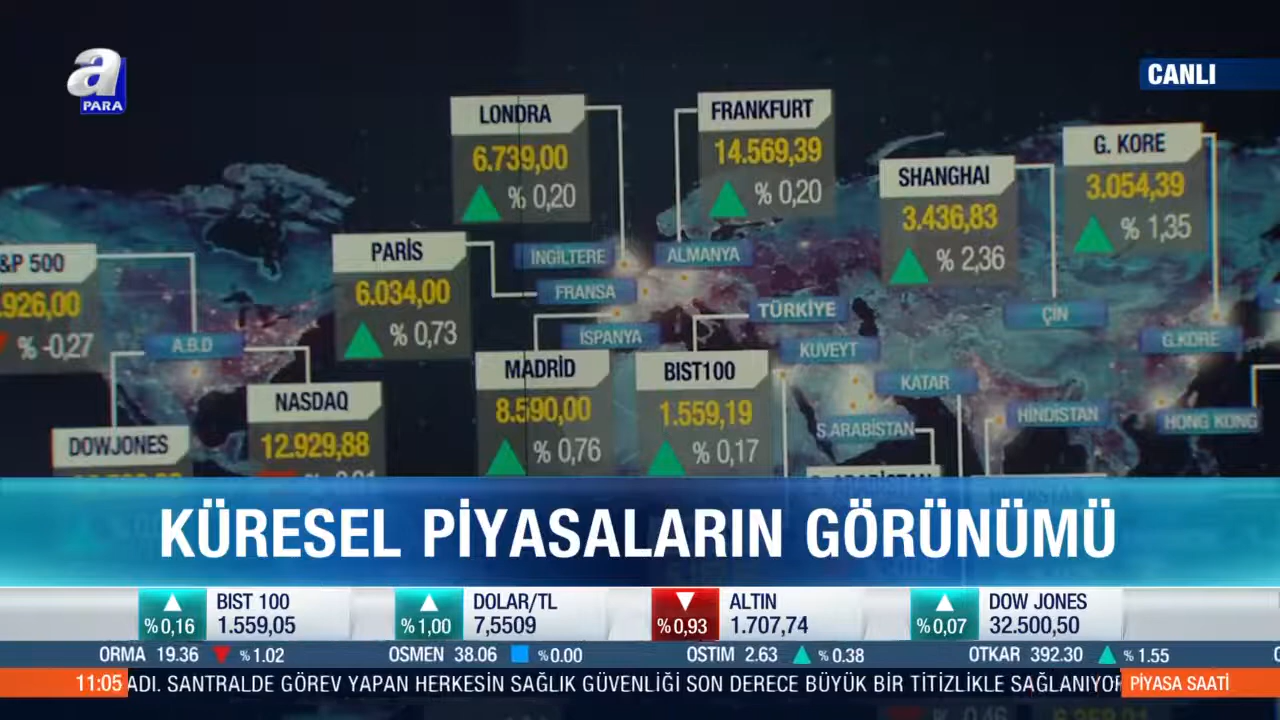 a
PARA
CANLI
LONDRA
6.739,00
% 0,20
FRANKFURT
14.569,39
% 0,20
SHANGHAI
3.436,83
% 2,36
G. KORE
3.054,39
% 1,35
&P 500
.926,00
% -0,27
PARİS
6.034,00
% 0,73
İNGİLTERE
ALMANYA
FRANSA
TÜRKİYE
İSPANYA
A.B.D
ÇİN
G.KORE
KUVEYT
KATAR
S.ARABİSTAN
HİNDİSTAN
HONG KONG
NASDAQ
12.929,88
DOWJONES
MADRİD
8.590,00
% 0,76
BIST100
1.559,19
% 0,17
KÜRESEL PİYASALARIN GÖRÜNÜMÜ
% 0,16 BIST 100 1.559,05
% 1,00 DOLAR/TL 7,5509
% 0,93 ALTIN 1.707,74
% 0,07 DOW JONES 32.500,50
ORMA 19.36 % 1.02 OSMEN 38.06 % 0.00 OSTIM 2.63 % 0.38 OTKAR 392.30 % 1.55
11:05 ADI. SANTRALDE GÖREV YAPAN HERKESİN SAĞLIK GÜVENLİĞİ SON DERECE BÜYÜK BİR TİTİZLİKLE SAĞLANIYOR PİYASA SAATİ